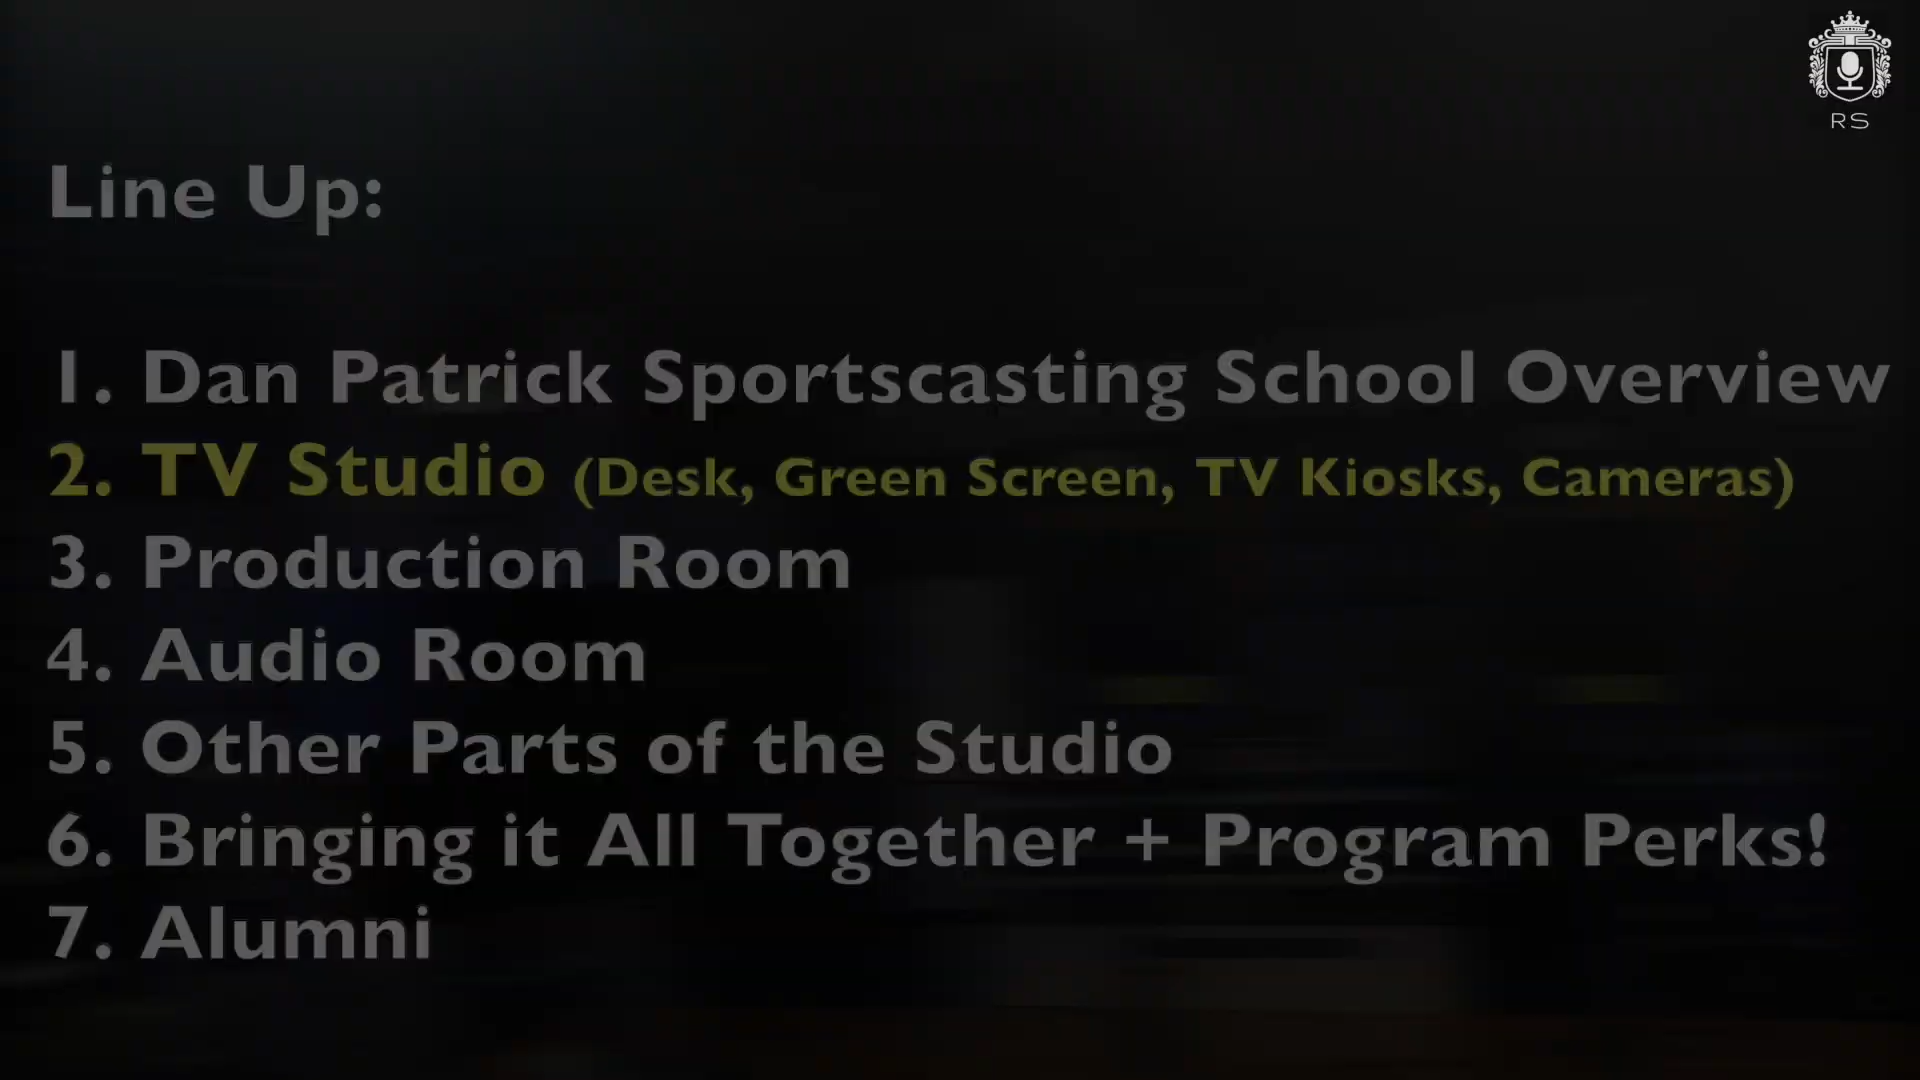 RS
Line Up:
1. Dan Patrick Sportscasting School Overview
2. TV Studio (Desk, Green Screen, TV Kiosks, Cameras)
3. Production Room
4. Audio Room
5. Other Parts of the Studio
6. Bringing it All Together + Program Perks!
7. Alumni